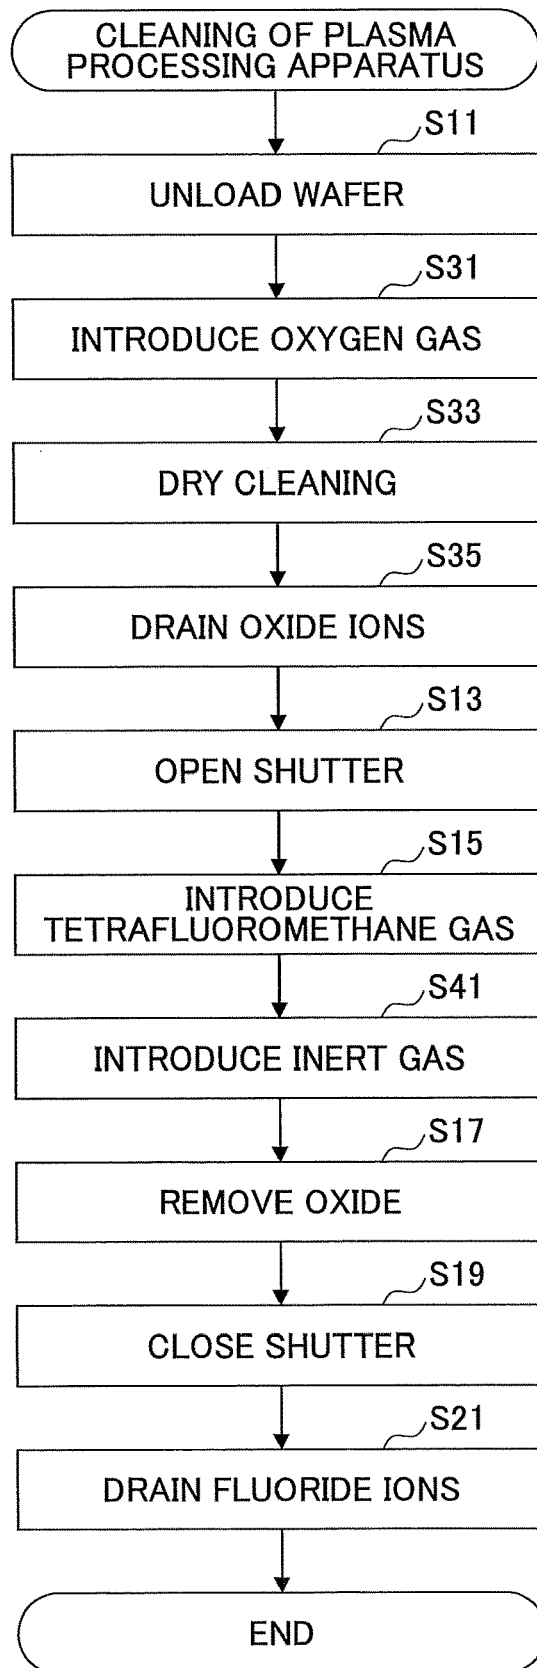 CLEANING OF PLASMA
PROCESSING APPARATUS
S11
UNLOAD WAFER
S31
INTRODUCE OXYGEN GAS
S33
DRY CLEANING
S35
DRAIN OXIDE IONS
S13
OPEN SHUTTER
S15
INTRODUCE
TETRAFLUOROMETHANE GAS
S41
INTRODUCE INERT GAS
S17
REMOVE OXIDE
S19
CLOSE SHUTTER
S21
DRAIN FLUORIDE IONS
END